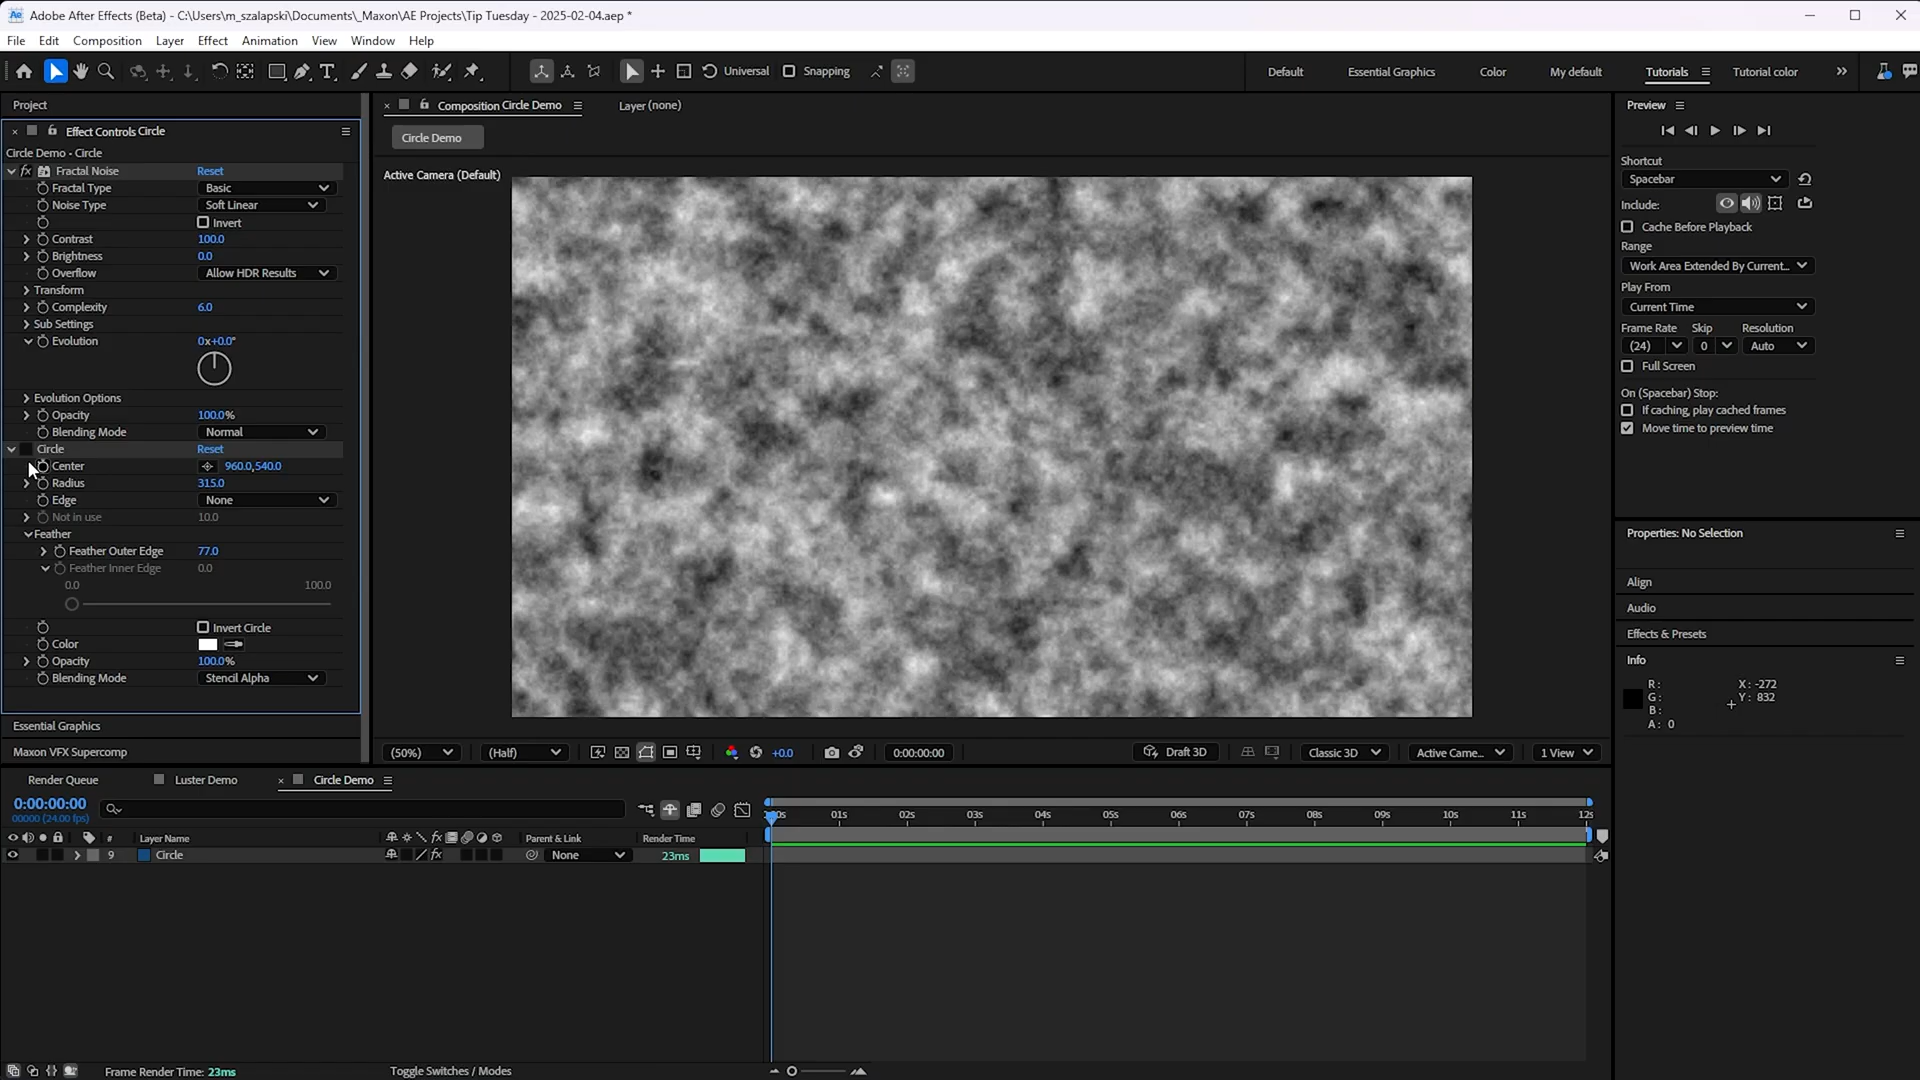 Adobe After Effects (Beta) - C:\Users\m_szalapski\Documents\_Maxon\AE Projects\Tip Tuesday - 2025-02-04.aep *
File Edit Composition Layer Effect Animation View Window Help
Universal Snapping Default Essential Graphics Color My default Tutorials Tutorial color
Project
Effect Controls Circle
Circle Demo - Circle
Fractal Noise Reset
Fractal Type Basic
Noise Type Soft Linear
Invert
Contrast 100.0
Brightness 0.0
Overflow Allow HDR Results
Transform
Complexity 6.0
Sub Settings
Evolution 0x+0.0°
Evolution Options
Opacity 100.0%
Blending Mode Normal
Circle Reset
Center 960.0,540.0
Radius 315.0
Edge None
Not in use 10.0
Feather
Feather Outer Edge 77.0
Feather Inner Edge 0.0
0.0 100.0
Invert Circle
Color
Opacity 100.0%
Blending Mode Stencil Alpha
Essential Graphics
Maxon VFX Supercomp
Composition Circle Demo Layer (none)
Circle Demo
Active Camera (Default)
(50%) (Half) +0.0 0:00:00:00 Draft 3D Classic 3D Active Came... 1 View
Preview
Shortcut
Spacebar
Include:
Cache Before Playback
Range
Work Area Extended By Current...
Play From
Current Time
Frame Rate Skip Resolution
(24) 0 Auto
Full Screen
On (Spacebar) Stop:
If caching, play cached frames
Move time to preview time
Properties: No Selection
Align
Audio
Effects & Presets
Info
R: X: -272
G: Y: 832
B:
A: 0
Render Queue Luster Demo Circle Demo
0:00:00:00
00000 (24.00 fps)
01s 02s 03s 04s 05s 06s 07s 08s 09s 10s 11s 12s
# Layer Name fx Parent & Link Render Time
9 Circle fx None 23ms
Frame Render Time: 23ms Toggle Switches / Modes